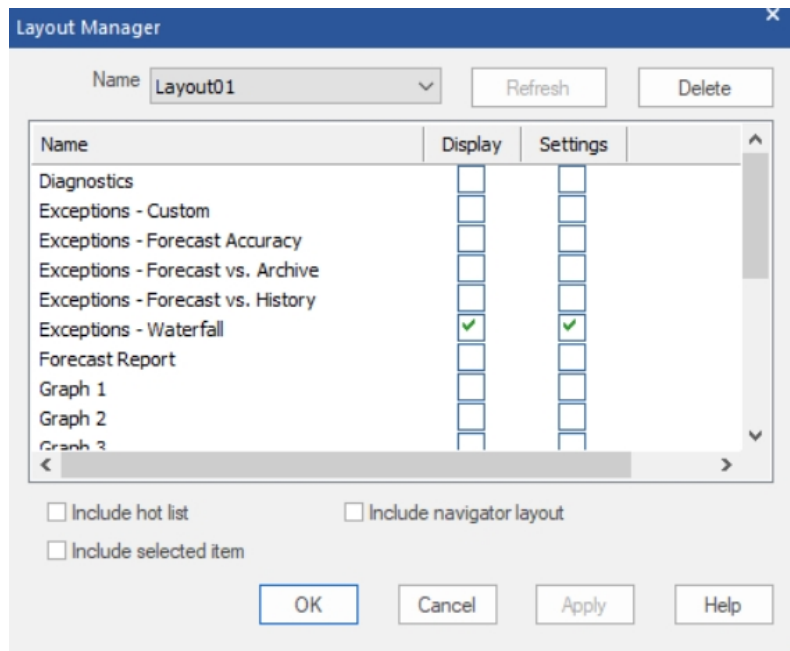 Layout Manager
Name Layout01 Refresh Delete
Name Display Settings
Diagnostics
Exceptions - Custom
Exceptions - Forecast Accuracy
Exceptions - Forecast vs. Archive
Exceptions - Forecast vs. History
Exceptions - Waterfall
Forecast Report
Graph 1
Graph 2
Graph 3
Include hot list Include navigator layout
Include selected item
OK Cancel Apply Help